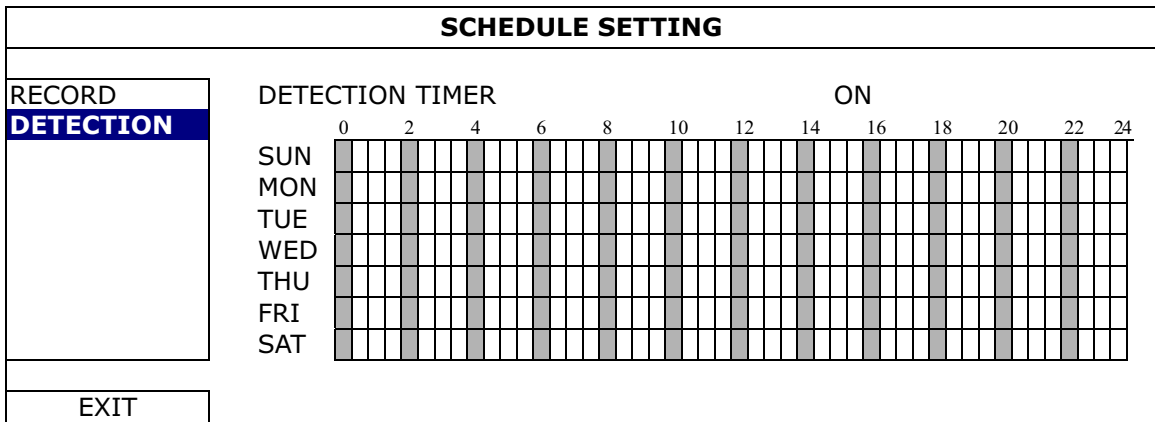 SCHEDULE SETTING
RECORD
DETECTION
DETECTION TIMER ON
0 2 4 6 8 10 12 14 16 18 20 22 24
SUN
MON
TUE
WED
THU
FRI
SAT
EXIT